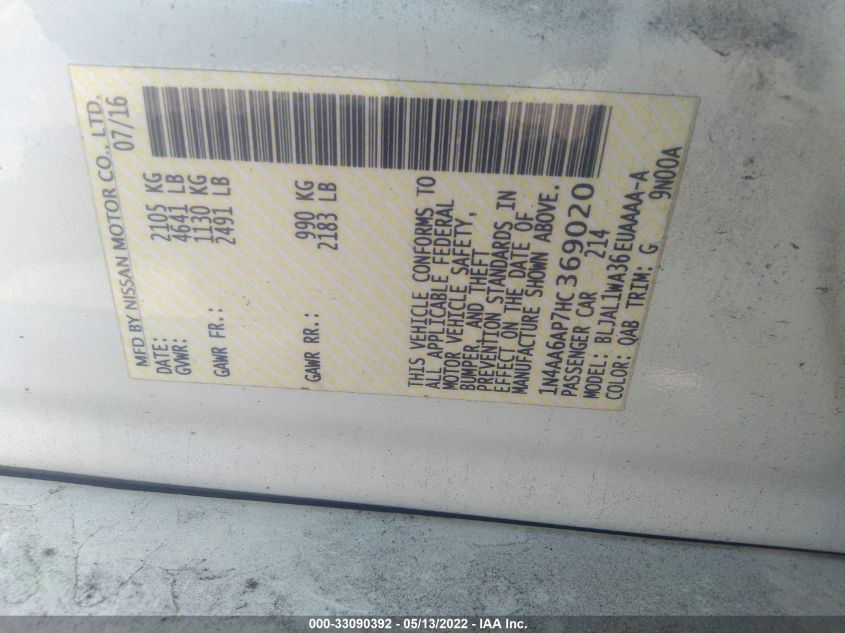 MFD BY NISSAN MOTOR CO., LTD.
DATE: 07/16
GVWR: 2105 KG
4641 LB
GAWR FR.: 1130 KG
2491 LB
GAWR RR.: 990 KG
2183 LB
THIS VEHICLE CONFORMS TO
ALL APPLICABLE FEDERAL
MOTOR VEHICLE SAFETY,
BUMPER, AND THEFT
PREVENTION STANDARDS IN
EFFECT ON THE DATE OF
MANUFACTURE SHOWN ABOVE.
1N4AA6AP7HC369020
PASSENGER CAR 214
MODEL: BLJAL1WA36EUAAAA-A
COLOR: QAB TRIM: G 9N00A
000-33090392 - 05/13/2022 - IAA Inc.